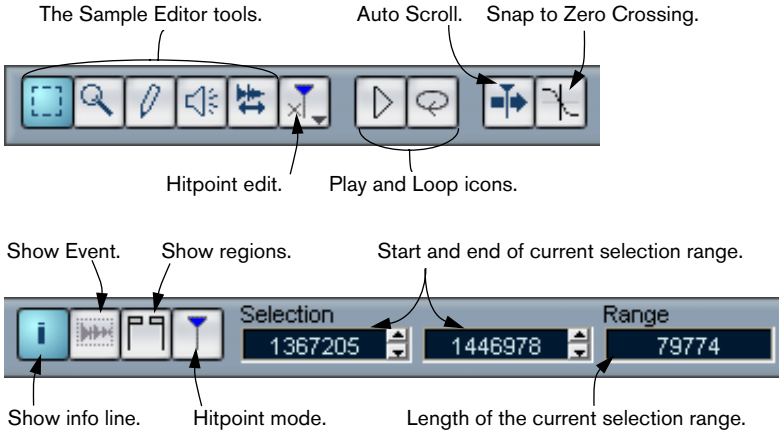 The Sample Editor tools. Auto Scroll. Snap to Zero Crossing.
Hitpoint edit. Play and Loop icons.
Show Event. Show regions. Start and end of current selection range.
Selection Range
i 1367205 1446978 79774
Show info line. Hitpoint mode. Length of the current selection range.